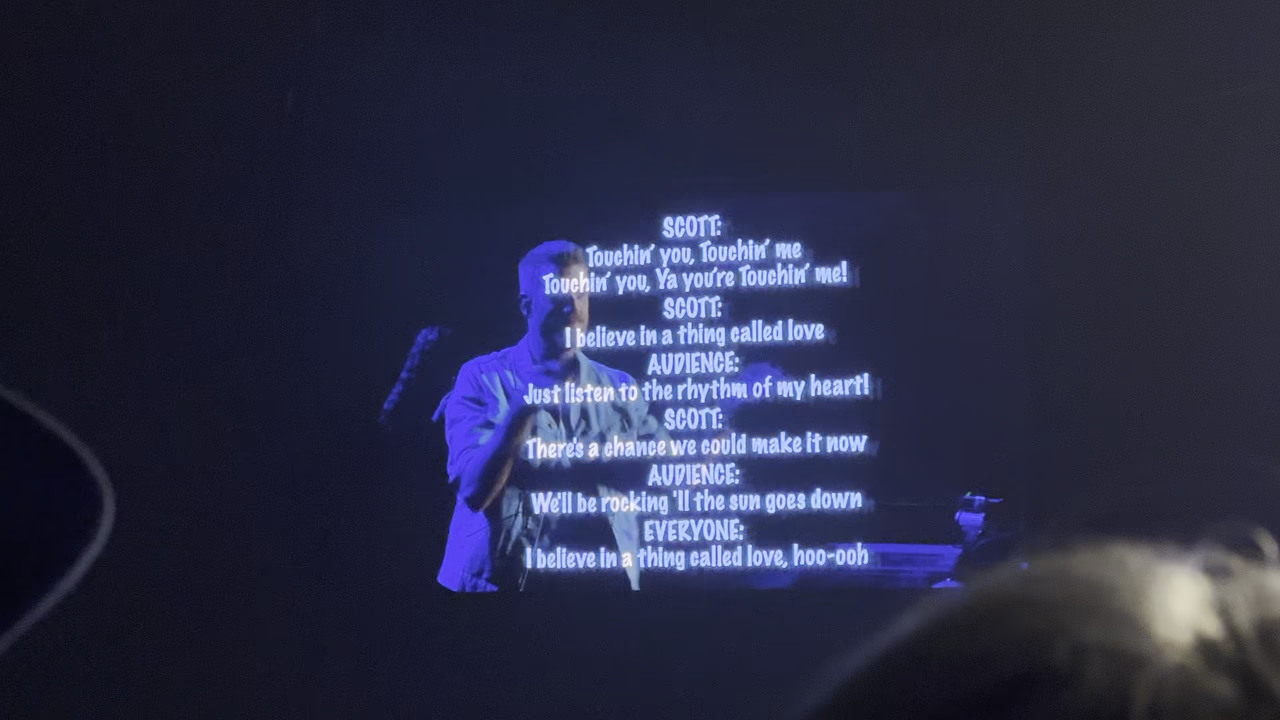 SCOTT:
Touchin' you, Touchin' me
Touchin' you, Ya you're Touchin' me!
SCOTT:
I believe in a thing called love
AUDIENCE:
Just listen to the rhythm of my heart!
SCOTT:
There's a chance we could make it now
AUDIENCE:
We'll be rocking 'll the sun goes down
EVERYONE:
I believe in a thing called love, hoo-ooh